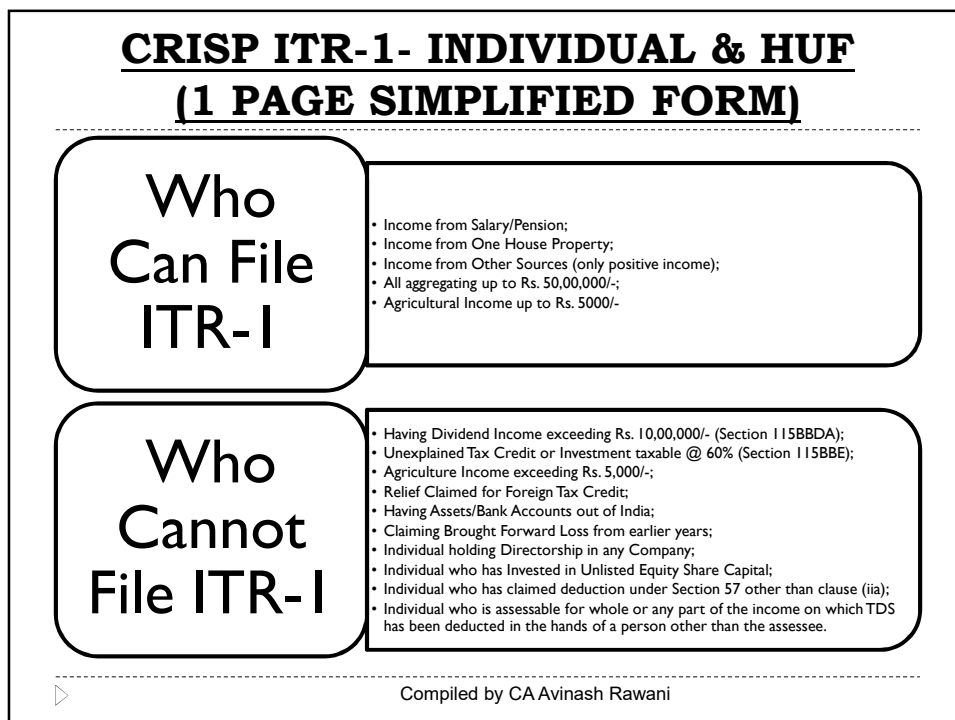 CRISP ITR-1- INDIVIDUAL & HUF
(1 PAGE SIMPLIFIED FORM)
Who
Can File
ITR-1
• Income from Salary/Pension;
• Income from One House Property;
• Income from Other Sources (only positive income);
• All aggregating up to Rs. 50,00,000/-;
• Agricultural Income up to Rs. 5000/-
Who
Cannot
File ITR-1
• Having Dividend Income exceeding Rs. 10,00,000/- (Section 115BBDA);
• Unexplained Tax Credit or Investment taxable @ 60% (Section 115BBE);
• Agriculture Income exceeding Rs. 5,000/-;
• Relief Claimed for Foreign Tax Credit;
• Having Assets/Bank Accounts out of India;
• Claiming Brought Forward Loss from earlier years;
• Individual holding Directorship in any Company;
• Individual who has Invested in Unlisted Equity Share Capital;
• Individual who has claimed deduction under Section 57 other than clause (iia);
• Individual who is assessable for whole or any part of the income on which TDS
has been deducted in the hands of a person other than the assessee.
Compiled by CA Avinash Rawani